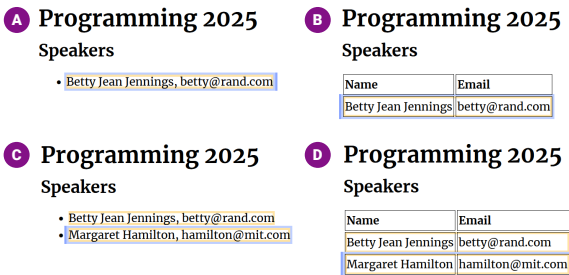 A Programming 2025
Speakers
• Betty Jean Jennings, betty@rand.com
B Programming 2025
Speakers
Name Email
Betty Jean Jennings betty@rand.com
C Programming 2025
Speakers
• Betty Jean Jennings, betty@rand.com
• Margaret Hamilton, hamilton@mit.com
D Programming 2025
Speakers
Name Email
Betty Jean Jennings betty@rand.com
Margaret Hamilton hamilton@mit.com